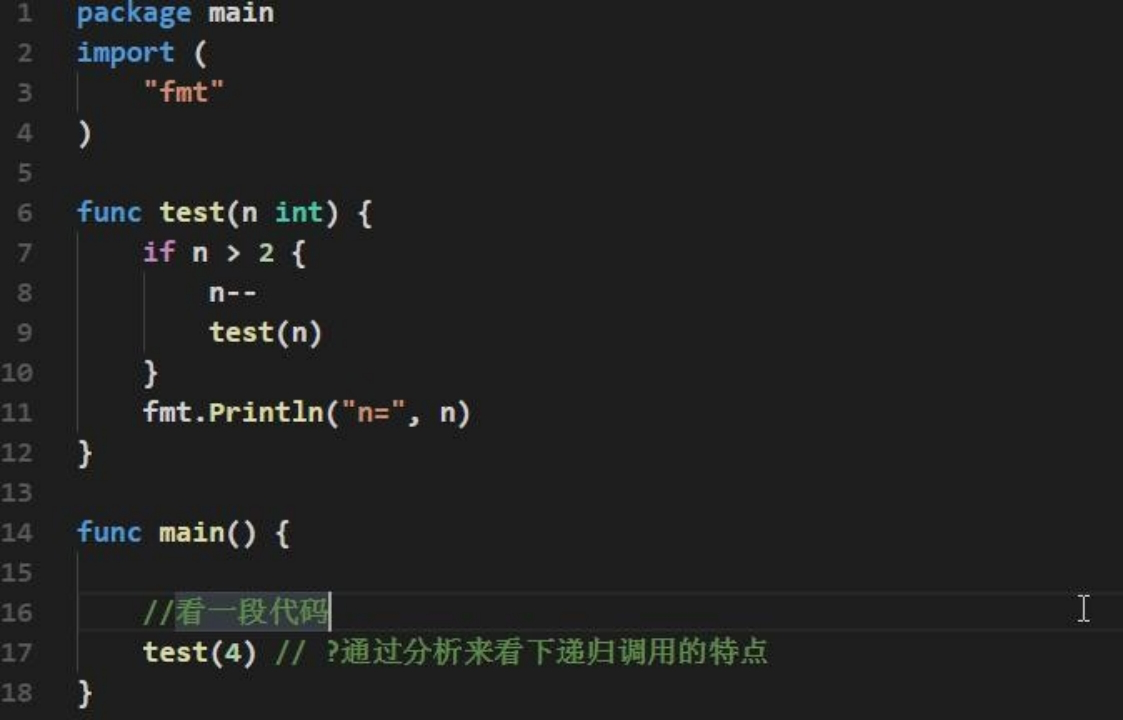 1 package main
2 import (
3     "fmt"
4 )
5
6 func test(n int) {
7     if n > 2 {
8         n--
9         test(n)
10     }
11     fmt.Println("n=", n)
12 }
13
14 func main() {
15
16     //看一段代码
17     test(4) // ?通过分析来看下递归调用的特点
18 }